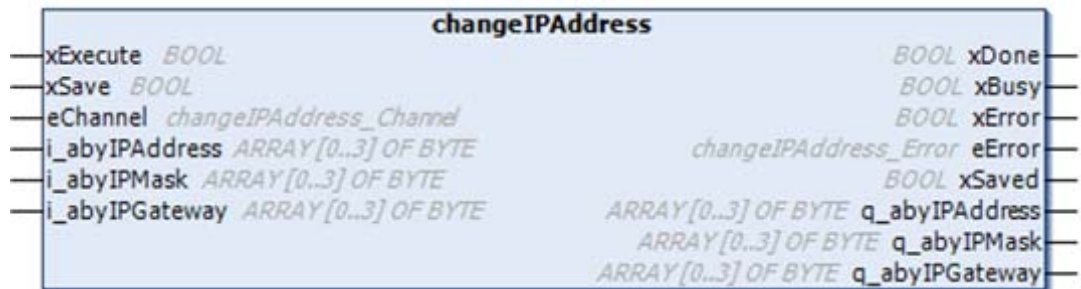 changeIPAddress
xExecute BOOL BOOL xDone
xSave BOOL BOOL xBusy
eChannel changeIPAddress_Channel BOOL xError
i_abyIPAddress ARRAY [0..3] OF BYTE changeIPAddress_Error eError
i_abyIPMask ARRAY [0..3] OF BYTE BOOL xSaved
i_abyIPGateway ARRAY [0..3] OF BYTE ARRAY [0..3] OF BYTE q_abyIPAddress
ARRAY [0..3] OF BYTE q_abyIPMask
ARRAY [0..3] OF BYTE q_abyIPGateway